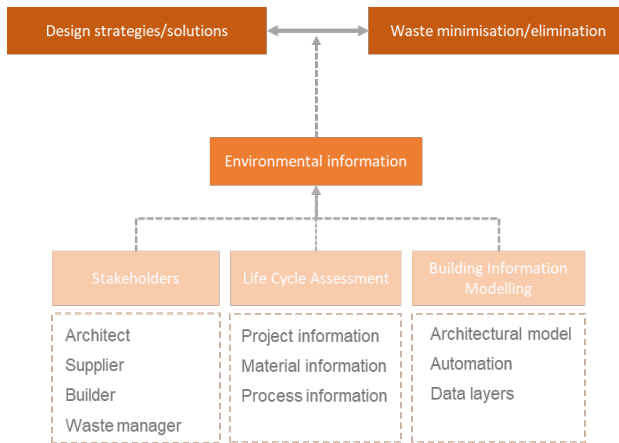 Design strategies/solutions
Waste minimisation/elimination
Environmental information
Stakeholders
Life Cycle Assessment
Building Information
Modelling
Architect
Supplier
Builder
Waste manager
Project information
Material information
Process information
Architectural model
Automation
Data layers